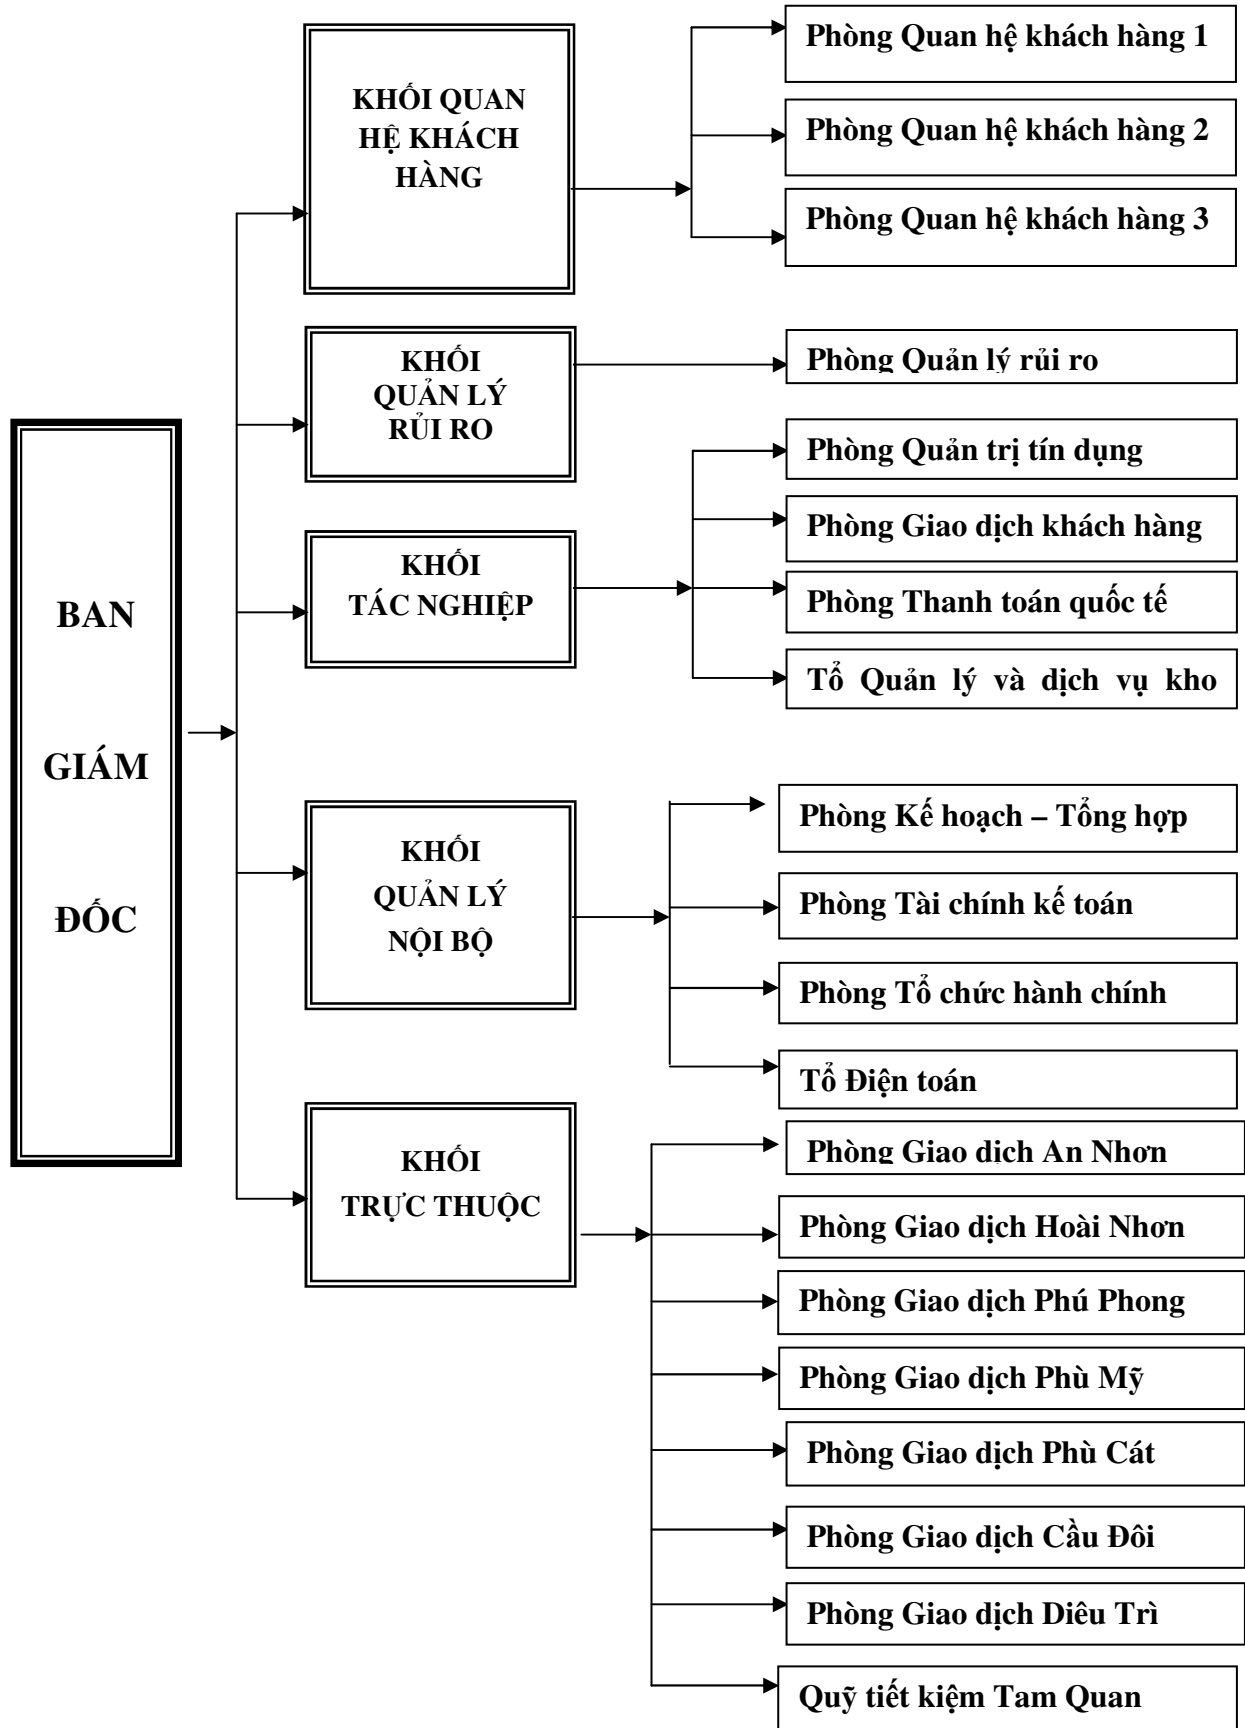 BAN
GIÁM
ĐỐC
KHỐI QUAN
HỆ KHÁCH
HÀNG
Phòng Quan hệ khách hàng 1
Phòng Quan hệ khách hàng 2
Phòng Quan hệ khách hàng 3
KHỐI
QUẢN LÝ
RỦI RO
Phòng Quản lý rủi ro
KHỐI
TÁC NGHIỆP
Phòng Quản trị tín dụng
Phòng Giao dịch khách hàng
Phòng Thanh toán quốc tế
Tổ Quản lý và dịch vụ kho
KHỐI
QUẢN LÝ
NỘI BỘ
Phòng Kế hoạch – Tổng hợp
Phòng Tài chính kế toán
Phòng Tổ chức hành chính
Tổ Điện toán
KHỐI
TRỰC THUỘC
Phòng Giao dịch An Nhơn
Phòng Giao dịch Hoài Nhơn
Phòng Giao dịch Phú Phong
Phòng Giao dịch Phù Mỹ
Phòng Giao dịch Phù Cát
Phòng Giao dịch Cầu Đôi
Phòng Giao dịch Diêu Trì
Quỹ tiết kiệm Tam Quan